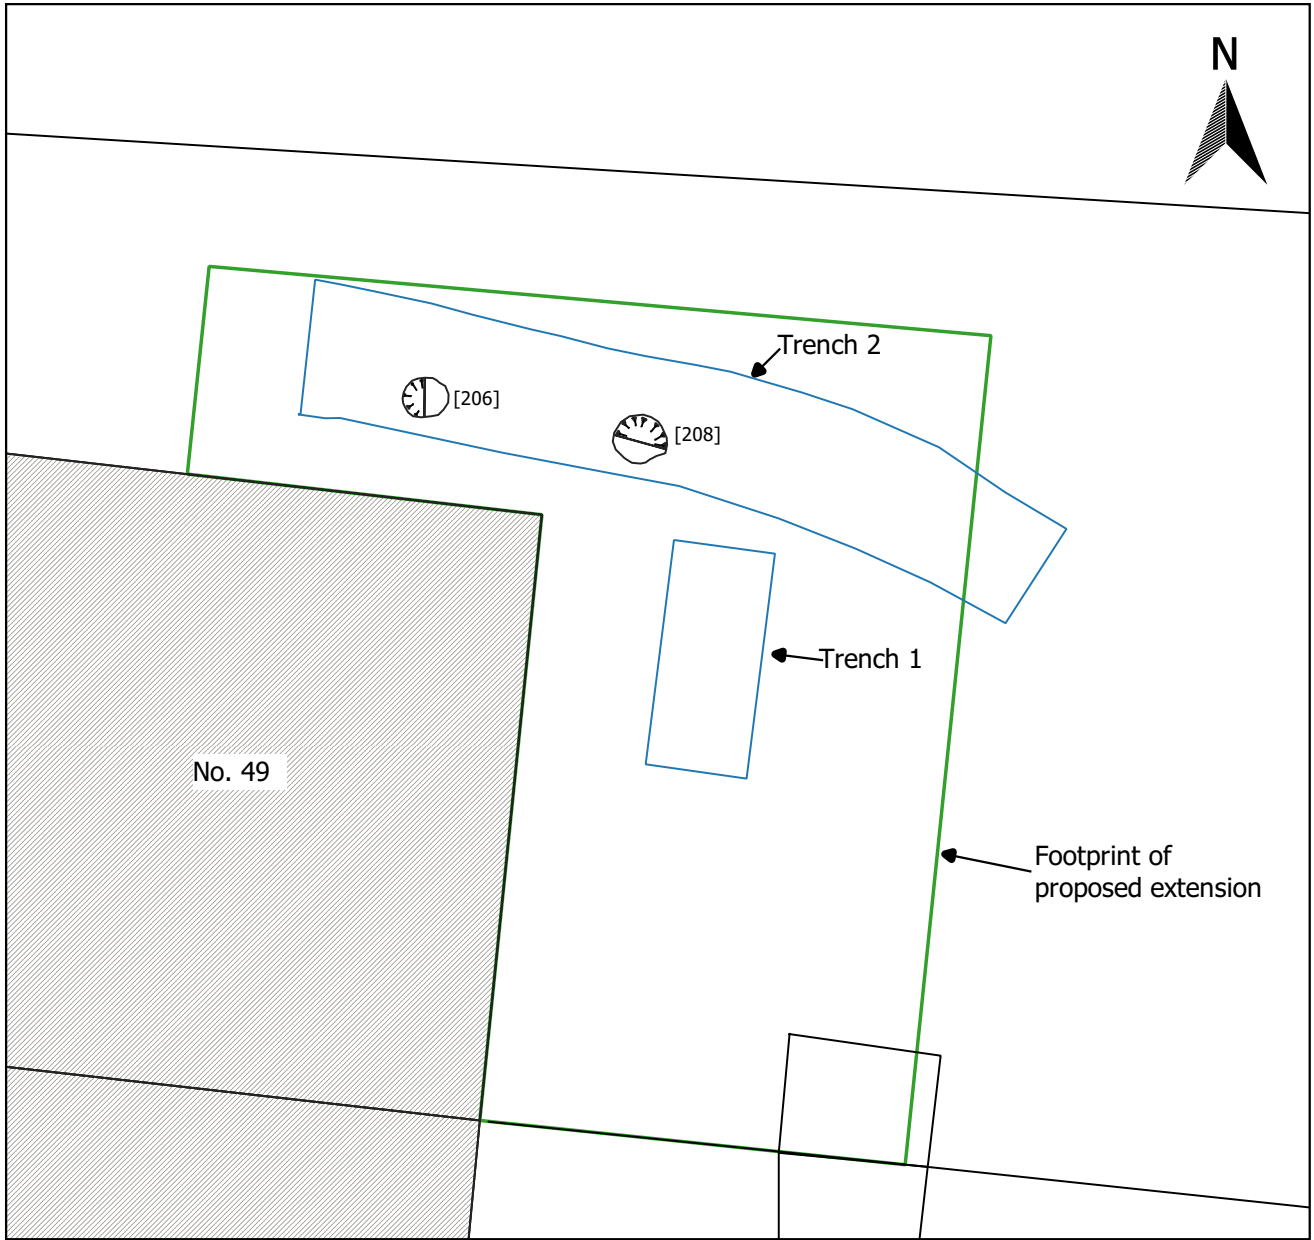 N
Trench 2
[206]
[208]
Trench 1
No. 49
Footprint of
proposed extension